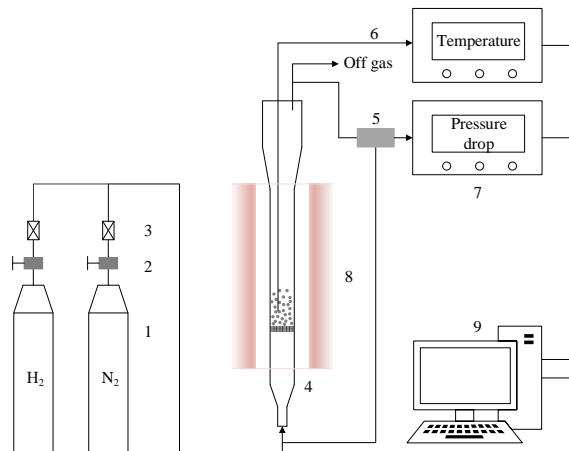 6
Temperature
Off gas
5
Pressure
drop
7
3
2
8
1
9
H₂
N₂
4